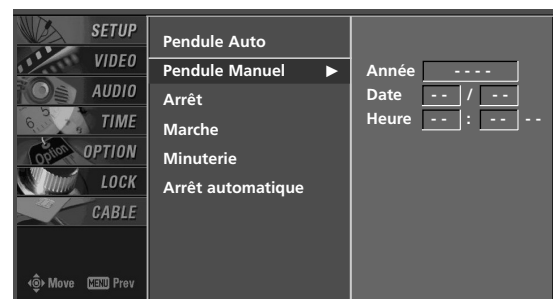 SETUP
VIDEO
AUDIO
TIME
OPTION
LOCK
CABLE
Move MENU Prev
Pendule Auto
Pendule Manuel ►
Arrêt
Marche
Minuterie
Arrêt automatique
Année - - - -
Date - - / - -
Heure - - : - - - -
Option